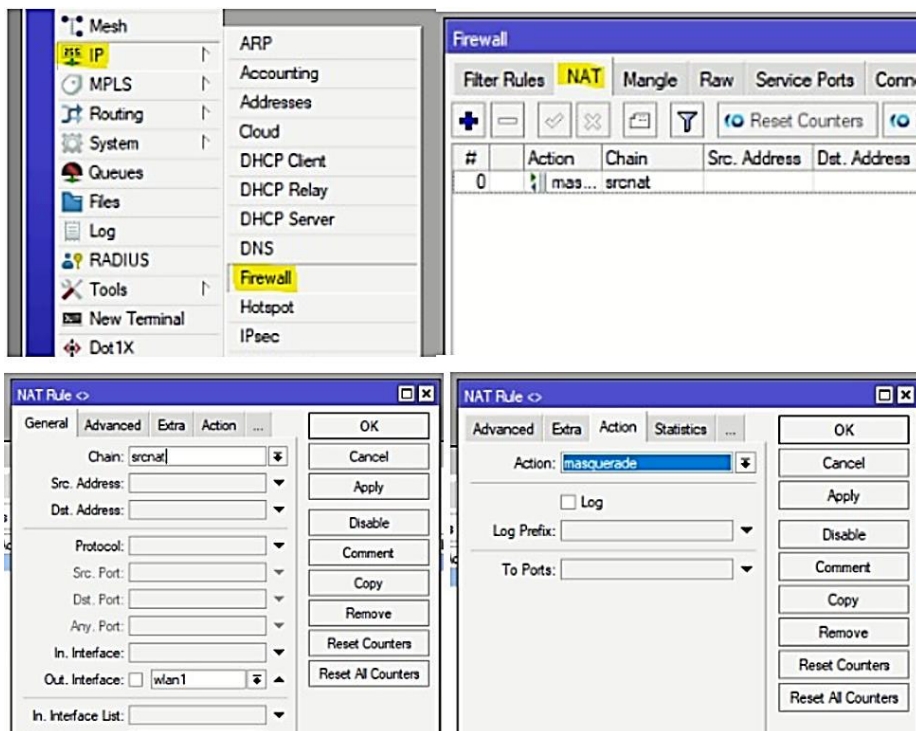 Mesh
255 IP
MPLS
Routing
System
Queues
Files
Log
RADIUS
Tools
New Terminal
Dot1X
ARP
Accounting
Addresses
Cloud
DHCP Client
DHCP Relay
DHCP Server
DNS
Firewall
Hotspot
IPsec
Firewall
Filter Rules NAT Mangle Raw Service Ports Conne
Reset Counters
# Action Chain Src. Address Dst. Address
0 mas... srcnat
NAT Rule <>
General Advanced Extra Action ...
Chain: srcnat
Src. Address:
Dst. Address:
Protocol:
Src. Port:
Dst. Port:
Any. Port:
In. Interface:
Out. Interface: wlan1
In. Interface List:
OK
Cancel
Apply
Disable
Comment
Copy
Remove
Reset Counters
Reset All Counters
NAT Rule <>
Advanced Extra Action Statistics ...
Action: masquerade
Log
Log Prefix:
To Ports:
OK
Cancel
Apply
Disable
Comment
Copy
Remove
Reset Counters
Reset All Counters